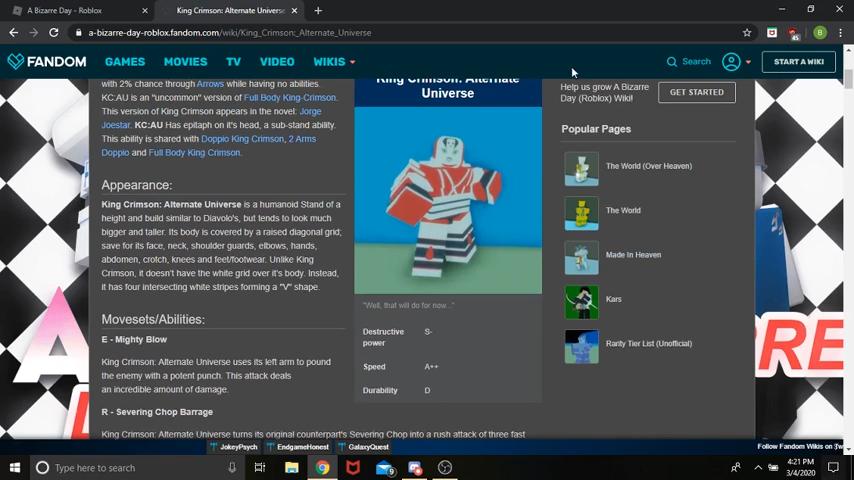 A Bizarre Day - Roblox
King Crimson: Alternate Universe
a-bizarre-day-roblox.fandom.com/wiki/King_Crimson:_Alternate_Universe
45
B
FANDOM
GAMES
MOVIES
TV
VIDEO
WIKIS
Search
START A WIKI
with 2% chance through Arrows while having no abilities.
KC:AU is an "uncommon" version of Full Body King-Crimson.
This version of King Crimson appears in the novel: Jorge
Joestar. KC:AU Has epitaph on it's head, a sub-stand ability.
This ability is shared with Doppio King Crimson, 2 Arms
Doppio and Full Body King Crimson.
Appearance:
King Crimson: Alternate Universe is a humanoid Stand of a
height and build similar to Diavolo's, but tends to look much
bigger and taller. Its body is covered by a raised diagonal grid;
save for its face, neck, shoulder guards, elbows, hands,
abdomen, crotch, knees and feet/footwear. Unlike King
Crimson, it doesn't have the white grid over it's body. Instead,
it has four intersecting white stripes forming a "V" shape.
Movesets/Abilities:
E - Mighty Blow
King Crimson: Alternate Universe uses its left arm to pound
the enemy with a potent punch. This attack deals
an incredible amount of damage.
R - Severing Chop Barrage
King Crimson: Alternate Universe turns its original counterpart's Severing Chop into a rush attack of three fast
King Crimson: Alternate
Universe
"Well, that will do for now..."
Destructive
power
S-
Speed
A++
Durability
D
Help us grow A Bizarre
Day (Roblox) Wiki!
GET STARTED
Popular Pages
The World (Over Heaven)
The World
Made In Heaven
Kars
Rarity Tier List (Unofficial)
A
RE
JokeyPsych
EndgameHonest
GalaxyQuest
Follow Fandom Wikis on
Type here to search
9
4:21 PM
3/4/2020